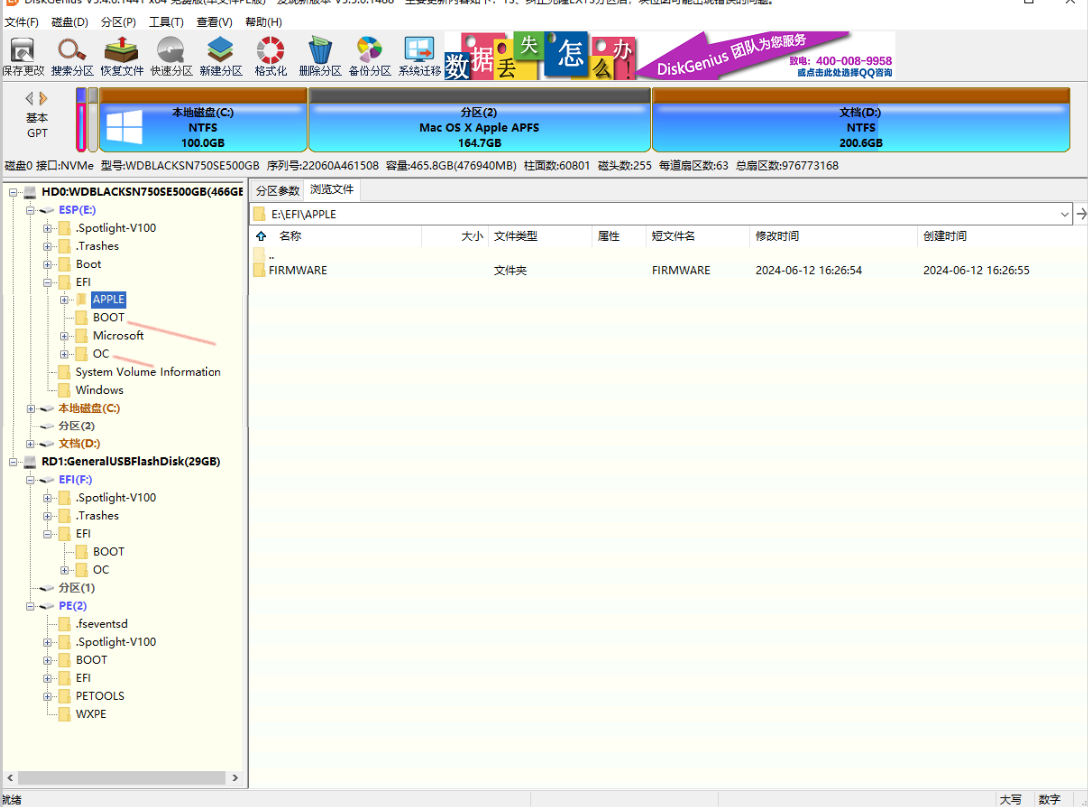 DiskGenius V5.4.6.1441 x64 免费版(单文件PE版)
文件(F) 磁盘(D) 分区(P) 工具(T) 查看(V) 帮助(H)
保存更改 搜索分区 恢复文件 快速分区 新建分区 格式化 删除分区 备份分区 系统迁移
数据丢失怎么办!
DiskGenius 团队为您服务
致电: 400-008-9958
或点击此处选择QQ咨询
基本
GPT
本地磁盘(C:)
NTFS
100.0GB
分区(2)
Mac OS X Apple APFS
164.7GB
文档(D:)
NTFS
200.6GB
磁盘0 接口:NVMe 型号:WDBLACKSN750SE500GB 序列号:22060A461508 容量:465.8GB(476940MB) 柱面数:60801 磁头数:255 每道扇区数:63 总扇区数:976773168
HD0:WDBLACKSN750SE500GB(466GB
ESP(E:)
.Spotlight-V100
.Trashes
Boot
EFI
APPLE
BOOT
Microsoft
OC
System Volume Information
Windows
本地磁盘(C:)
分区(2)
文档(D:)
RD1:GeneralUSBFlashDisk(29GB)
EFI(F:)
.Spotlight-V100
.Trashes
EFI
BOOT
OC
分区(1)
PE(2)
.fseventsd
.Spotlight-V100
BOOT
EFI
PETOOLS
WXPE
分区参数 浏览文件
E:\EFI\APPLE
名称 大小 文件类型 属性 短文件名 修改时间 创建时间
..
FIRMWARE 文件夹 FIRMWARE 2024-06-12 16:26:54 2024-06-12 16:26:55
就绪 大写 数字